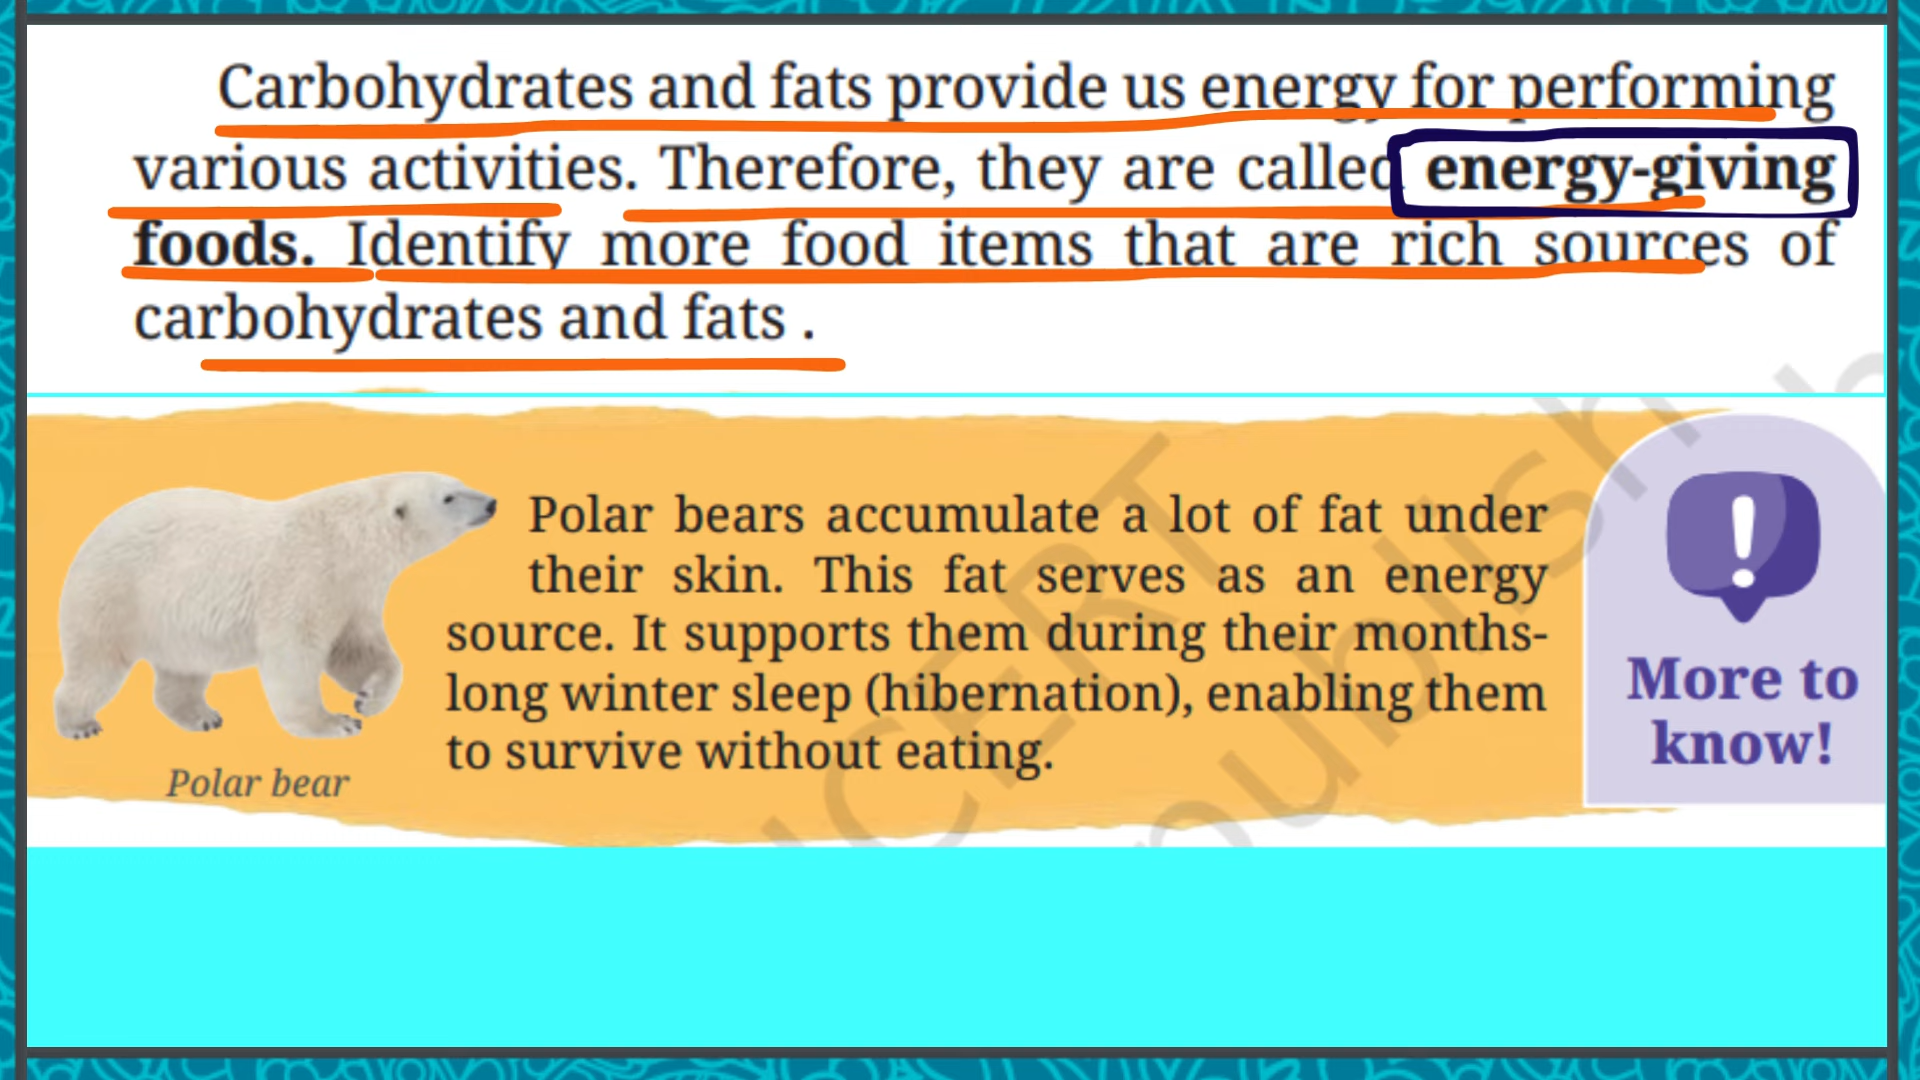 Carbohydrates and fats provide us energy for performing
various activities. Therefore, they are called energy-giving
foods. Identify more food items that are rich sources of
carbohydrates and fats .
Polar bears accumulate a lot of fat under
their skin. This fat serves as an energy
source. It supports them during their months-
long winter sleep (hibernation), enabling them
to survive without eating.
Polar bear
More to
know!
NCERT
publish